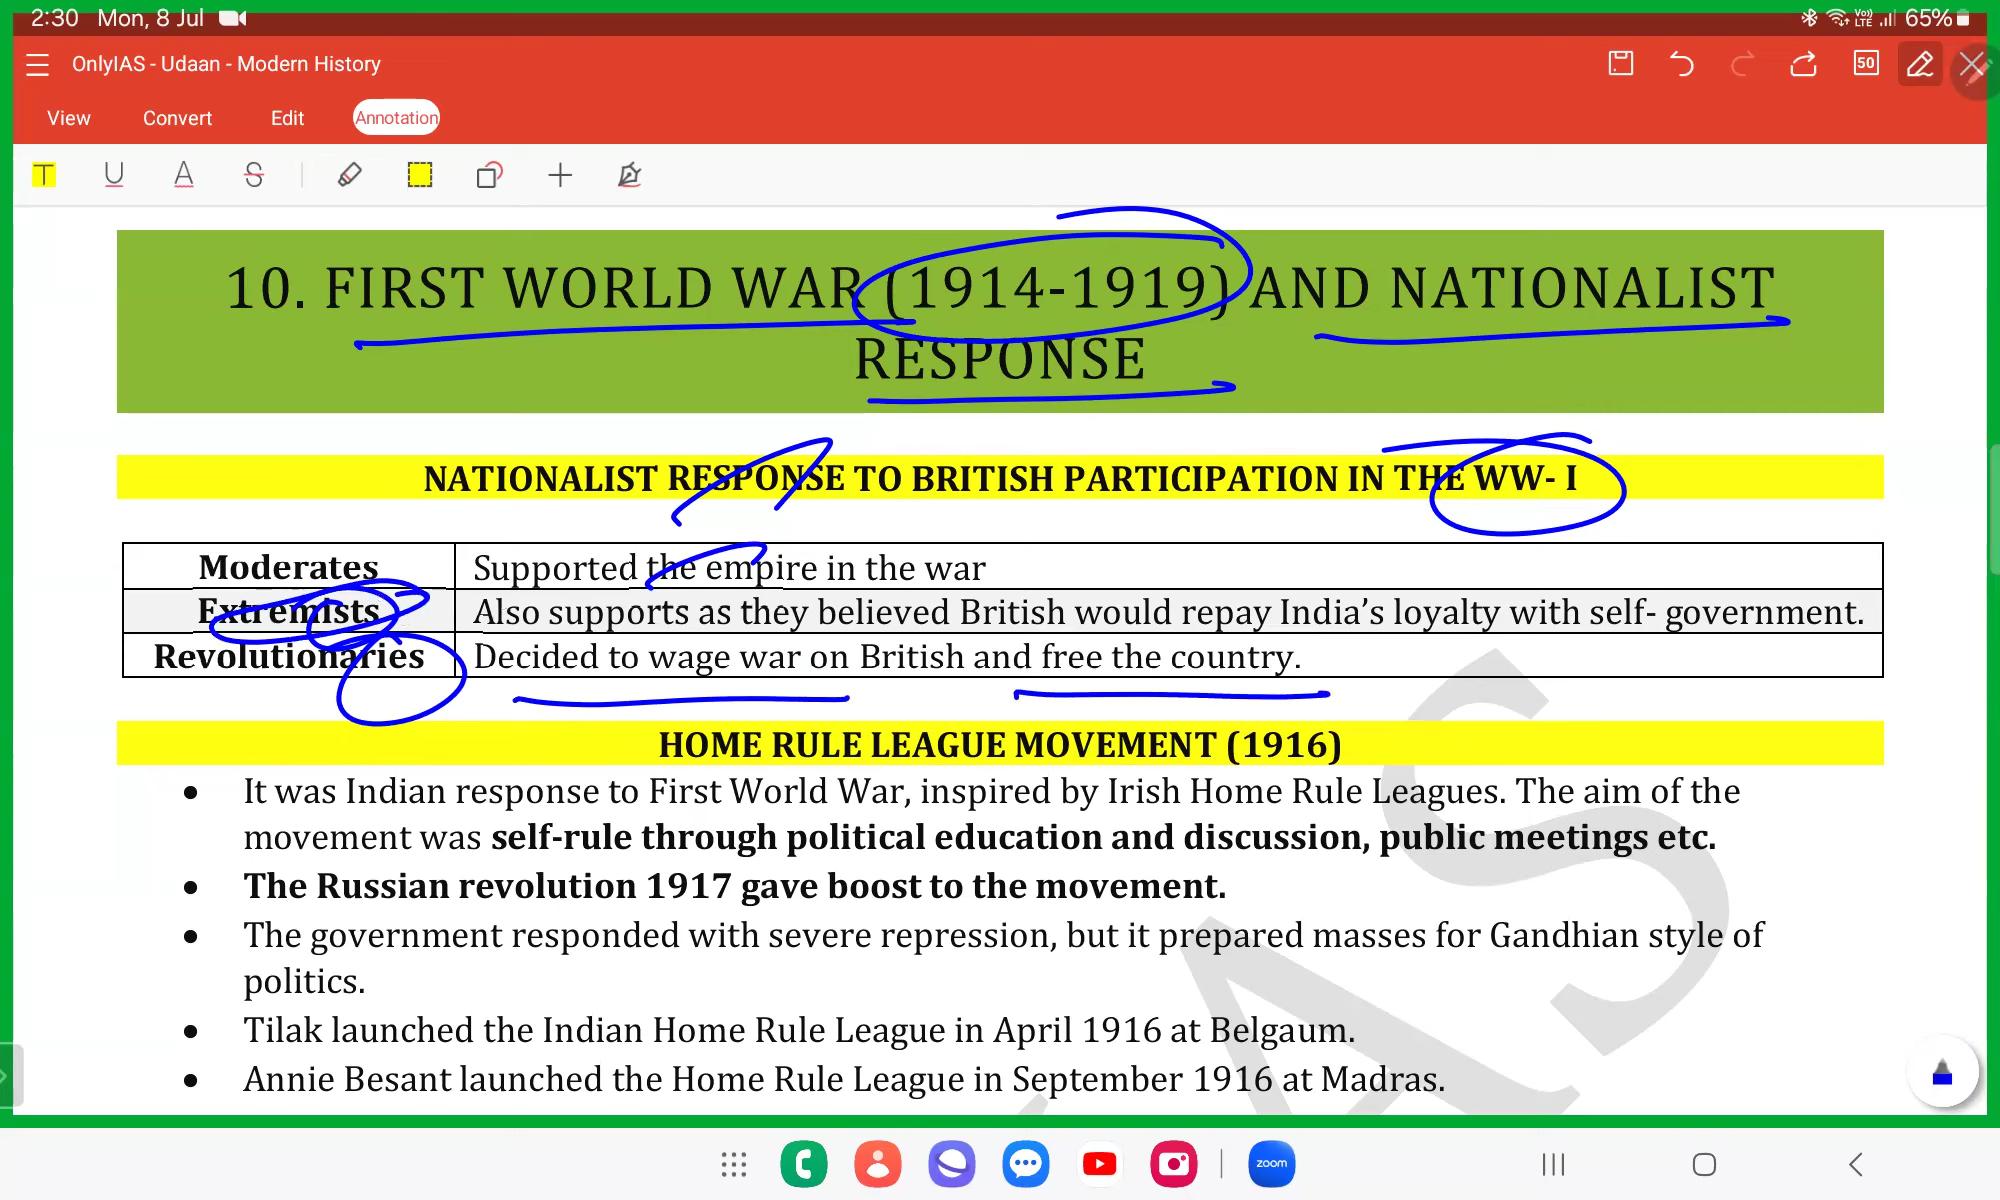 2:30 Mon, 8 Jul
Vo)) LTE 65%
OnlyIAS - Udaan - Modern History
50
View Convert Edit Annotation
T U A S
10. FIRST WORLD WAR (1914-1919) AND NATIONALIST
RESPONSE
NATIONALIST RESPONSE TO BRITISH PARTICIPATION IN THE WW- I
Moderates Supported the empire in the war
Extremists Also supports as they believed British would repay India’s loyalty with self- government.
Revolutionaries Decided to wage war on British and free the country.
HOME RULE LEAGUE MOVEMENT (1916)
• It was Indian response to First World War, inspired by Irish Home Rule Leagues. The aim of the
movement was self-rule through political education and discussion, public meetings etc.
• The Russian revolution 1917 gave boost to the movement.
• The government responded with severe repression, but it prepared masses for Gandhian style of
politics.
• Tilak launched the Indian Home Rule League in April 1916 at Belgaum.
• Annie Besant launched the Home Rule League in September 1916 at Madras.
zoom